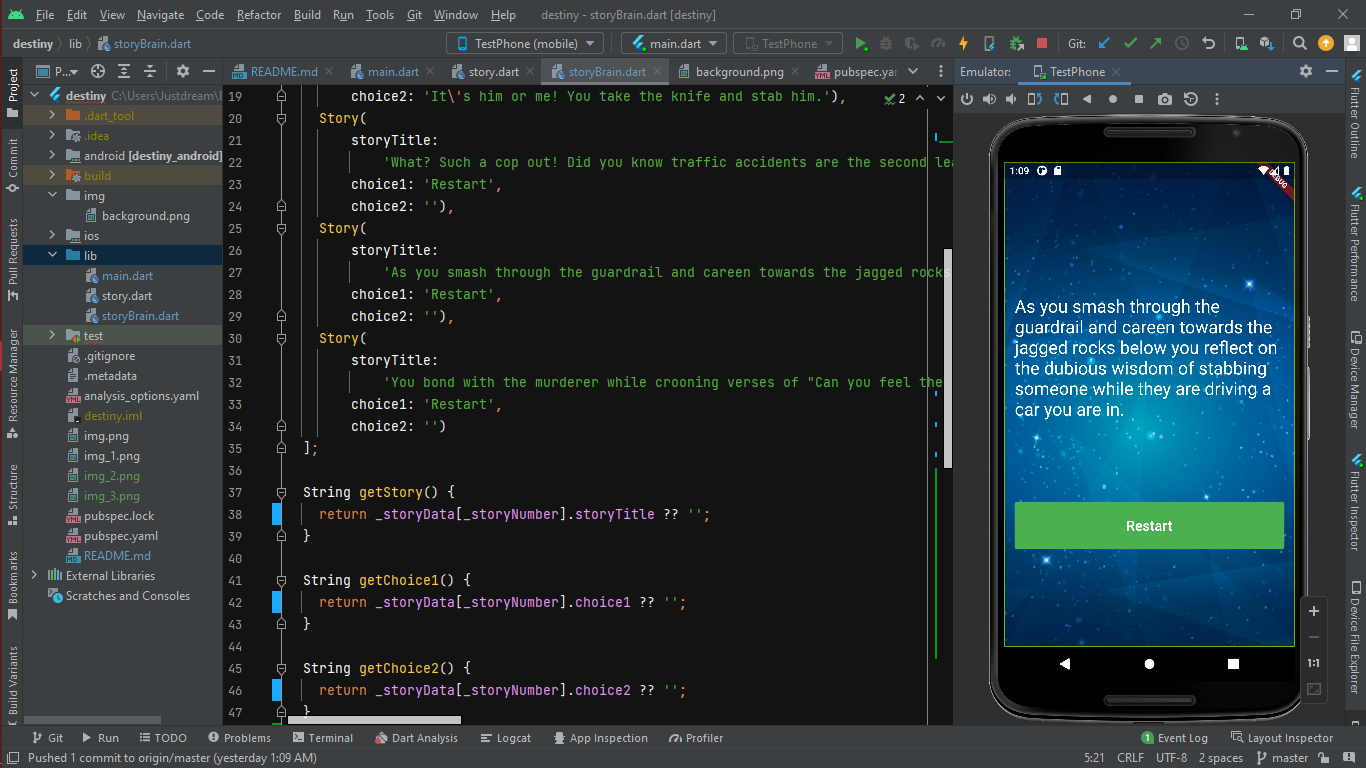 File Edit View Navigate Code Refactor Build Run Tools Git Window Help destiny - storyBrain.dart [destiny]
destiny lib storyBrain.dart TestPhone (mobile) main.dart TestPhone Git:
Project
P... README.md main.dart story.dart storyBrain.dart background.png pubspec.ya Emulator: TestPhone
destiny C:\Users\Justdream\
.dart_tool
.idea
android [destiny_android]
build
img
background.png
ios
lib
main.dart
story.dart
storyBrain.dart
test
.gitignore
.metadata
analysis_options.yaml
destiny.iml
img.png
img_1.png
img_2.png
img_3.png
pubspec.lock
pubspec.yaml
README.md
External Libraries
Scratches and Consoles
Commit
Pull Requests
Resource Manager
Structure
Bookmarks
Build Variants
2
19 choice2: 'It\'s him or me! You take the knife and stab him.'),
20 Story(
21 storyTitle:
22 'What? Such a cop out! Did you know traffic accidents are the second lea
23 choice1: 'Restart',
24 choice2: ''),
25 Story(
26 storyTitle:
27 'As you smash through the guardrail and careen towards the jagged rocks
28 choice1: 'Restart',
29 choice2: ''),
30 Story(
31 storyTitle:
32 'You bond with the murderer while crooning verses of "Can you feel the
33 choice1: 'Restart',
34 choice2: '')
35 ];
36
37 String getStory() {
38 return _storyData[_storyNumber].storyTitle ?? '';
39 }
40
41 String getChoice1() {
42 return _storyData[_storyNumber].choice1 ?? '';
43 }
44
45 String getChoice2() {
46 return _storyData[_storyNumber].choice2 ?? '';
47 }
1:09
DEBUG
As you smash through the
guardrail and careen towards the
jagged rocks below you reflect on
the dubious wisdom of stabbing
someone while they are driving a
car you are in.
Restart
1:1
Flutter Outline
Flutter Performance
Device Manager
Flutter Inspector
Device File Explorer
Git Run TODO Problems Terminal Dart Analysis Logcat App Inspection Profiler 1 Event Log Layout Inspector
Pushed 1 commit to origin/master (yesterday 1:09 AM) 5:21 CRLF UTF-8 2 spaces master